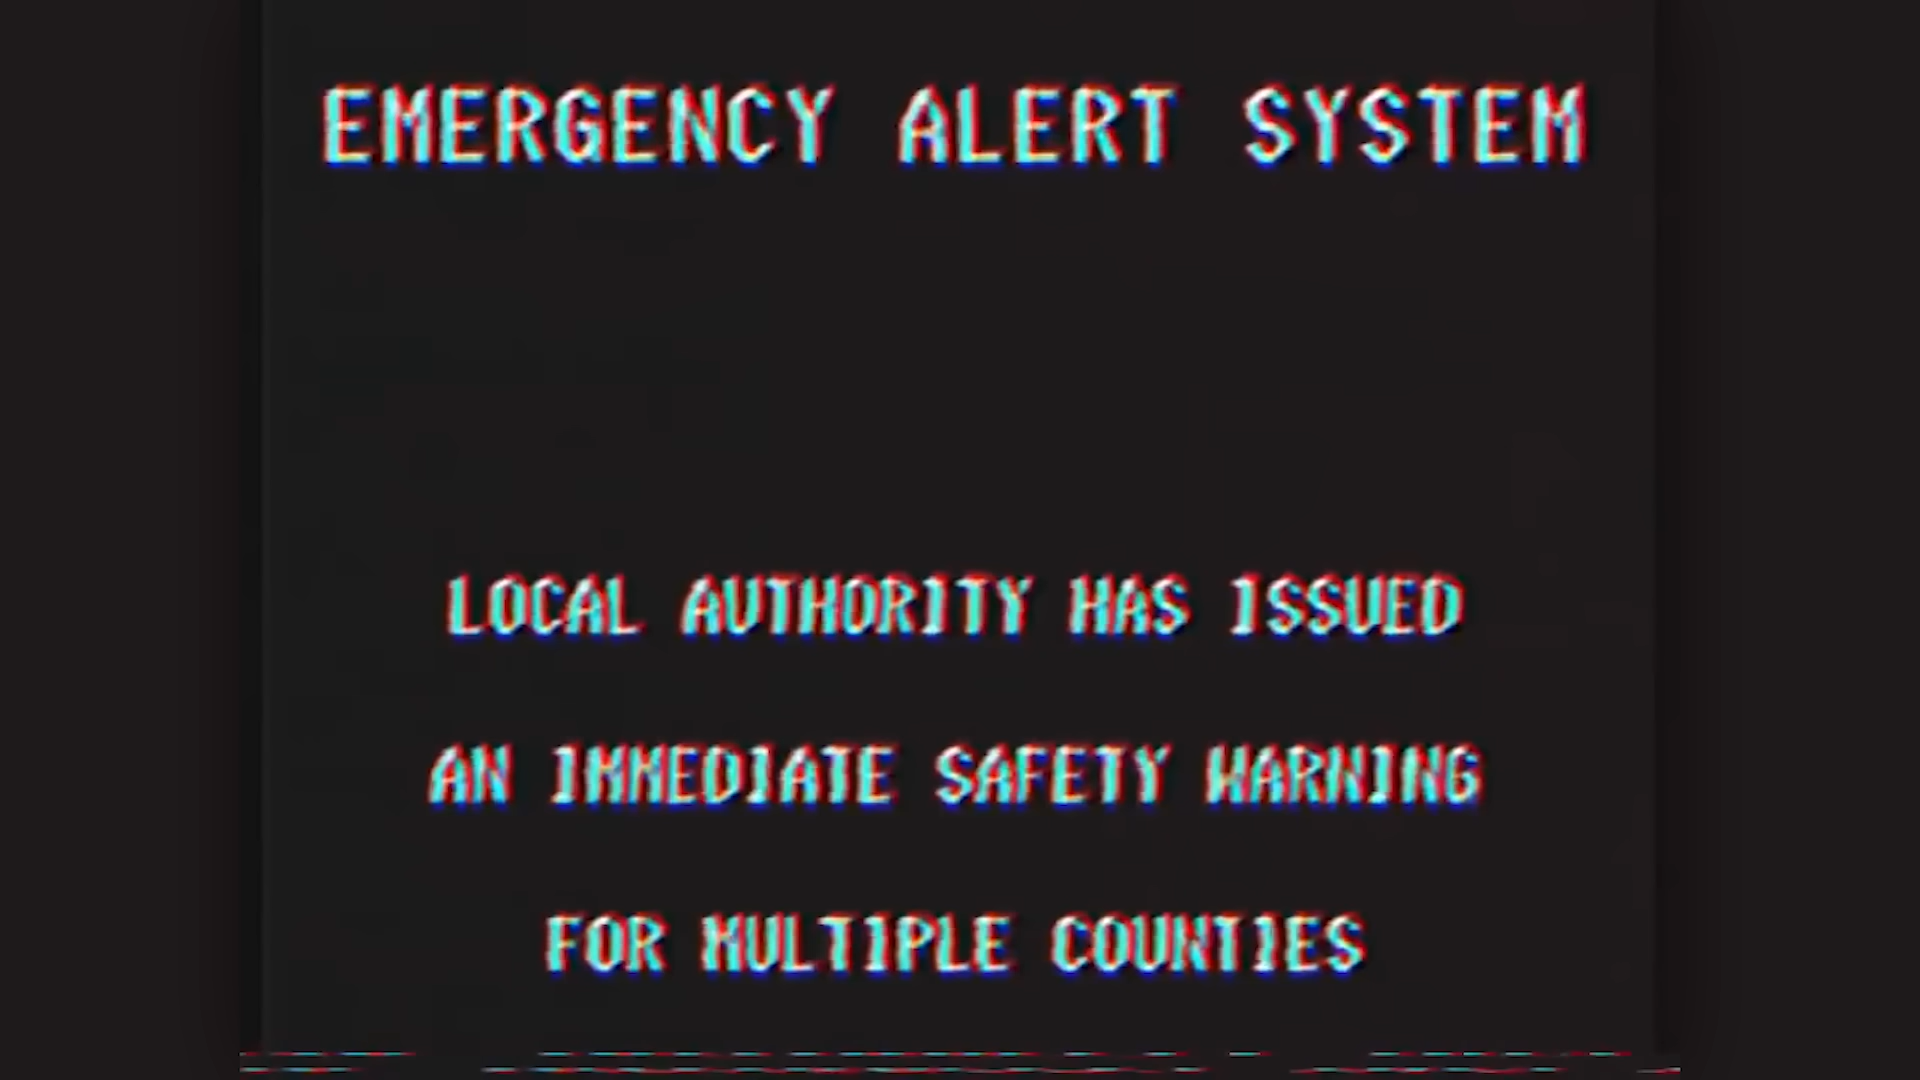 EMERGENCY ALERT SYSTEM
LOCAL AUTHORITY HAS ISSUED
AN IMMEDIATE SAFETY WARNING
FOR MULTIPLE COUNTIES